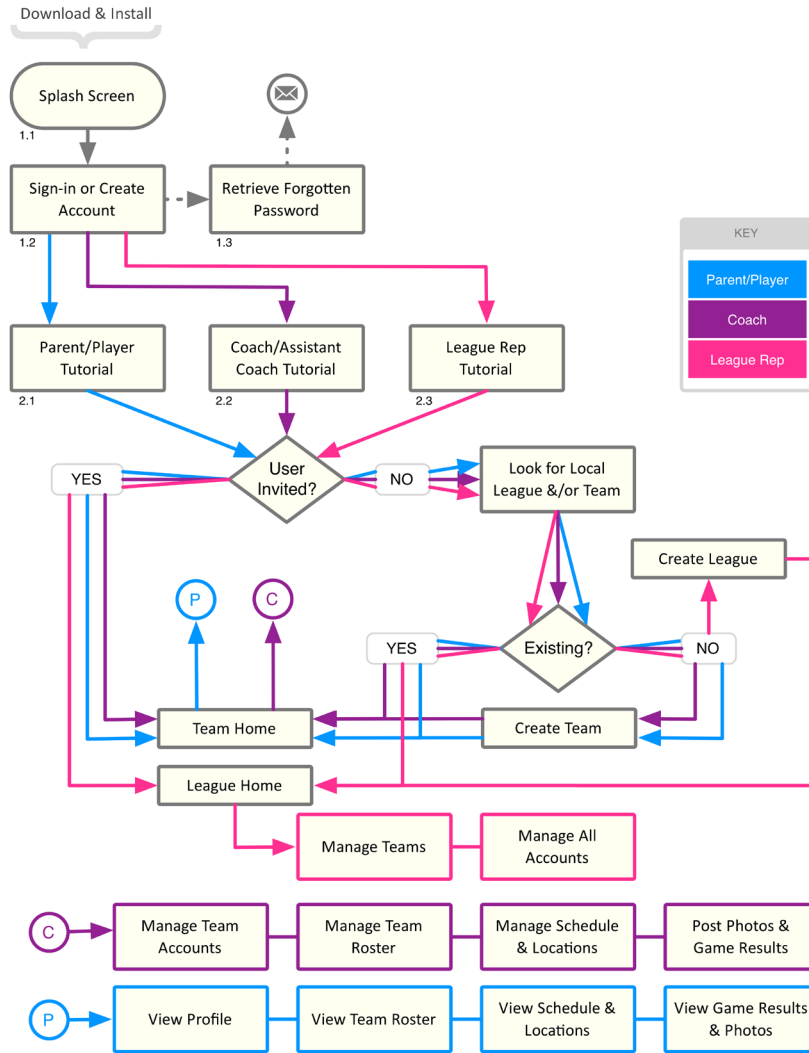 Download & Install
Splash Screen
1.1
Sign-in or Create
Account
1.2
Retrieve Forgotten
Password
1.3
KEY
Parent/Player
Coach
League Rep
Parent/Player
Tutorial
2.1
Coach/Assistant
Coach Tutorial
2.2
League Rep
Tutorial
2.3
User
Invited?
YES
NO
Look for Local
League &/or Team
Create League
P
C
Existing?
YES
NO
Team Home
Create Team
League Home
Manage Teams
Manage All
Accounts
C
Manage Team
Accounts
Manage Team
Roster
Manage Schedule
& Locations
Post Photos &
Game Results
P
View Profile
View Team Roster
View Schedule &
Locations
View Game Results
& Photos